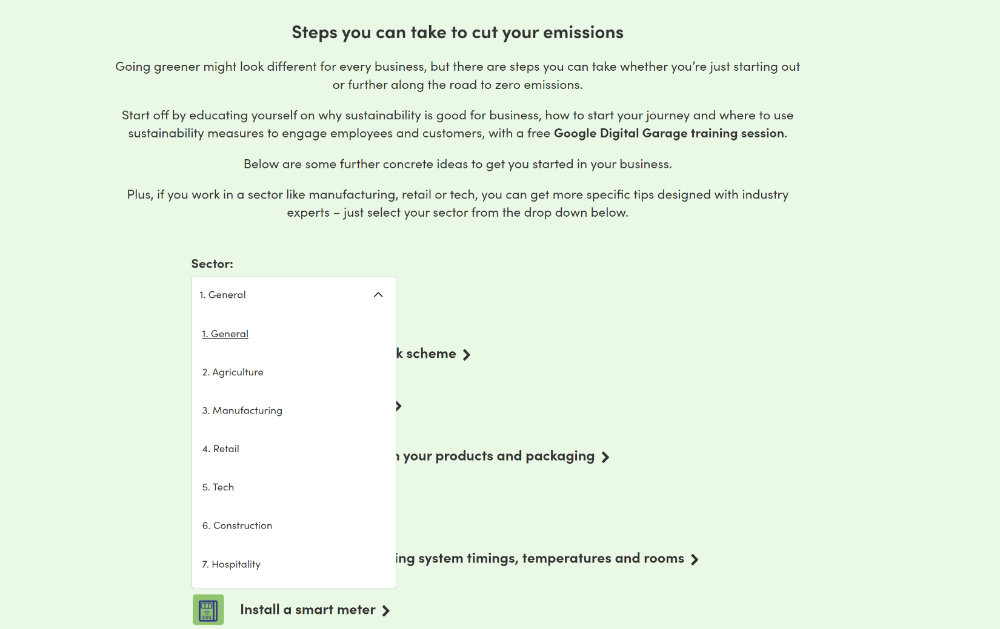 Steps you can take to cut your emissions
Going greener might look different for every business, but there are steps you can take whether you’re just starting out
or further along the road to zero emissions.
Start off by educating yourself on why sustainability is good for business, how to start your journey and where to use
sustainability measures to engage employees and customers, with a free Google Digital Garage training session.
Below are some further concrete ideas to get you started in your business.
Plus, if you work in a sector like manufacturing, retail or tech, you can get more specific tips designed with industry
experts – just select your sector from the drop down below.
Sector:
1. General
1. General
scheme
2. Agriculture
3. Manufacturing
4. Retail
your products and packaging
5. Tech
6. Construction
system timings, temperatures and rooms
7. Hospitality
Install a smart meter